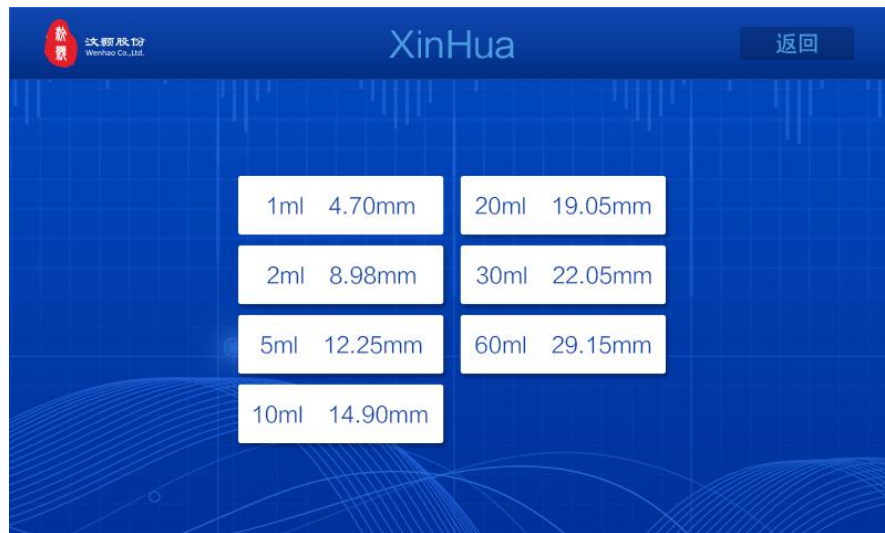 汶颢股份
Wenhao Co.,Ltd.
XinHua
返回
1ml 4.70mm
20ml 19.05mm
2ml 8.98mm
30ml 22.05mm
5ml 12.25mm
60ml 29.15mm
10ml 14.90mm